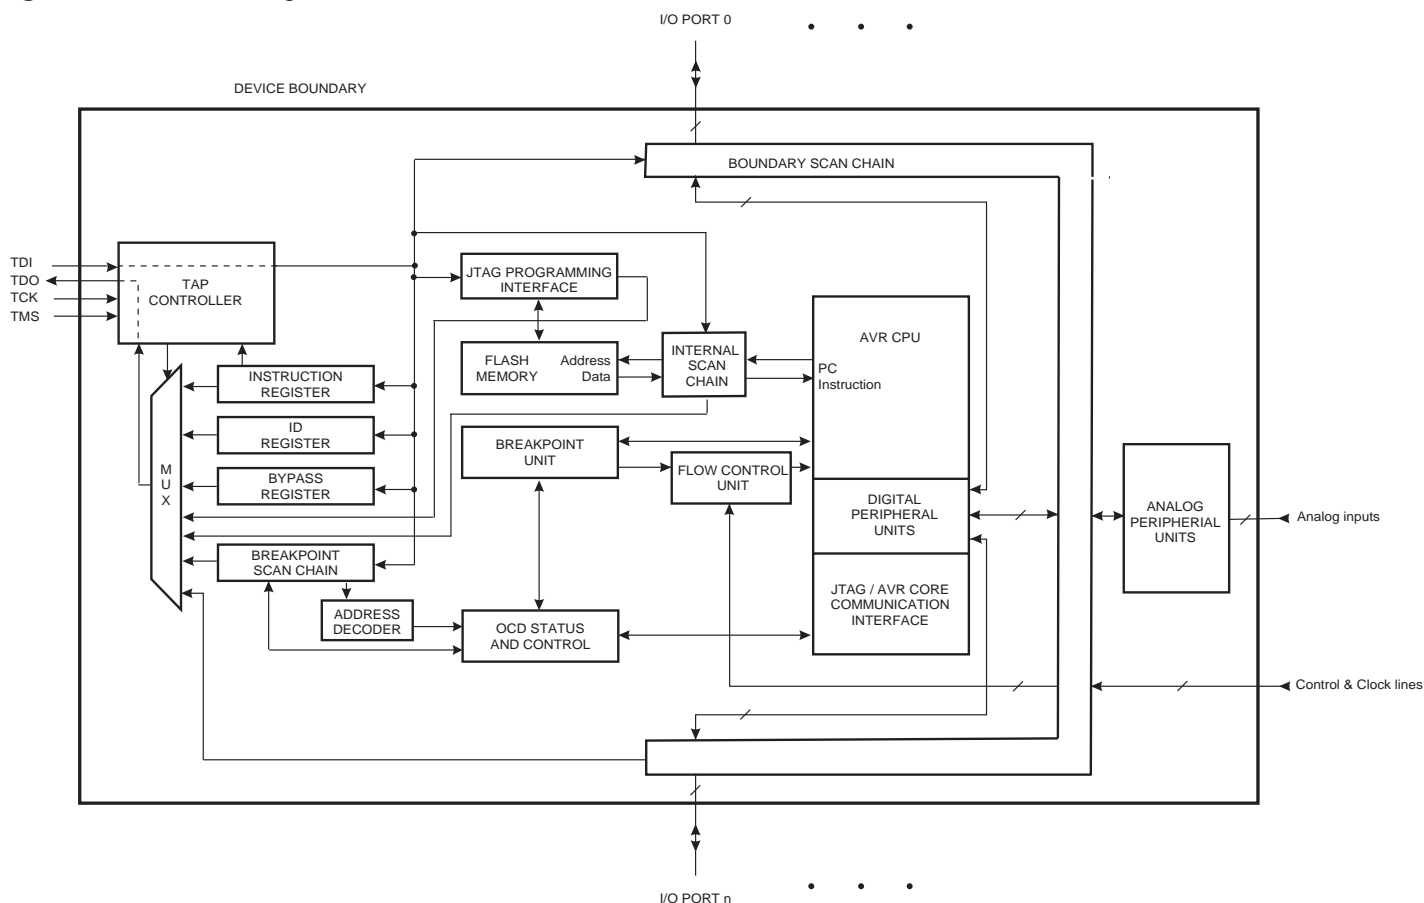 I/O PORT 0
DEVICE BOUNDARY
BOUNDARY SCAN CHAIN
TDI
TDO
TCK
TMS
TAP
CONTROLLER
JTAG PROGRAMMING
INTERFACE
AVR CPU
FLASH
MEMORY
Address
Data
INTERNAL
SCAN
CHAIN
PC
Instruction
INSTRUCTION
REGISTER
ID
REGISTER
M
U
X
BYPASS
REGISTER
BREAKPOINT
UNIT
FLOW CONTROL
UNIT
DIGITAL
PERIPHERAL
UNITS
ANALOG
PERIPHERIAL
UNITS
Analog inputs
BREAKPOINT
SCAN CHAIN
ADDRESS
DECODER
OCD STATUS
AND CONTROL
JTAG / AVR CORE
COMMUNICATION
INTERFACE
Control & Clock lines
I/O PORT n